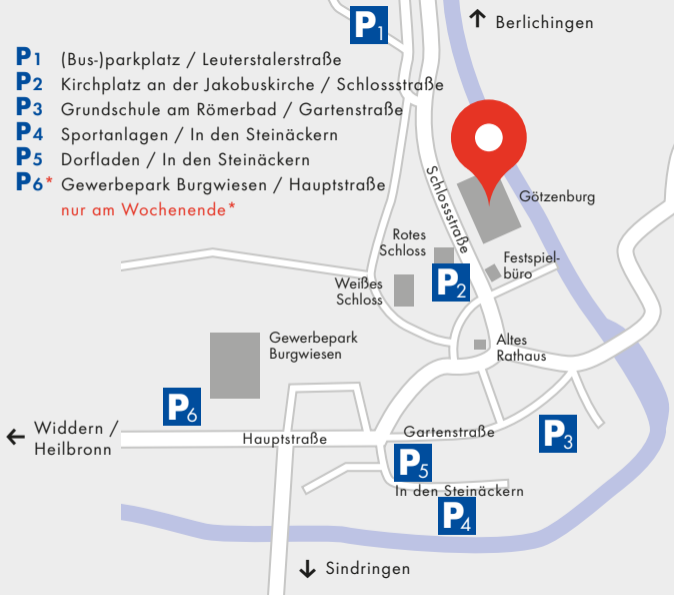 P1
↑ Berlichingen
P1 (Bus-)parkplatz / Leuterstalerstraße
P2 Kirchplatz an der Jakobuskirche / Schlossstraße
P3 Grundschule am Römerbad / Gartenstraße
P4 Sportanlagen / In den Steinäckern
P5 Dorfladen / In den Steinäckern
P6* Gewerbepark Burgwiesen / Hauptstraße
nur am Wochenende*
Schlossstraße
Götzenburg
Rotes
Schloss
Festspiel-
büro
Weißes
Schloss
P2
Gewerbepark
Burgwiesen
Altes
Rathaus
P6
← Widdern /
Heilbronn
Hauptstraße
Gartenstraße
P3
P5
In den Steinäckern
P4
↓ Sindringen